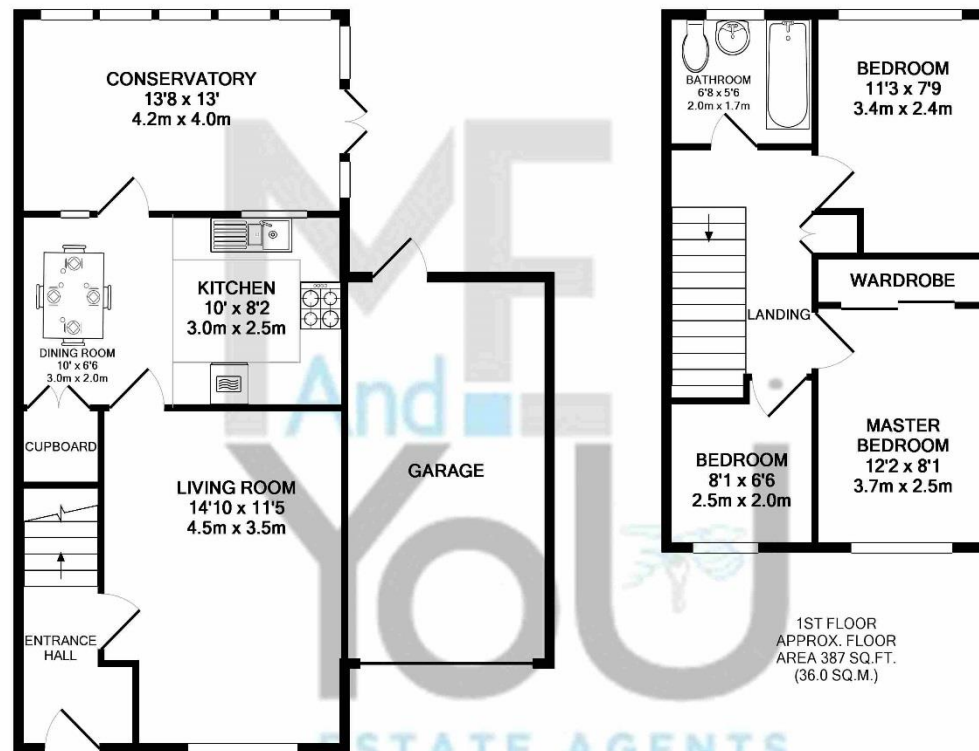 CONSERVATORY
13'8 x 13'
4.2m x 4.0m
KITCHEN
10' x 8'2
3.0m x 2.5m
DINING ROOM
10' x 6'6
3.0m x 2.0m
CUPBOARD
LIVING ROOM
14'10 x 11'5
4.5m x 3.5m
GARAGE
ENTRANCE
HALL
BATHROOM
6'8 x 5'6
2.0m x 1.7m
BEDROOM
11'3 x 7'9
3.4m x 2.4m
WARDROBE
LANDING
MASTER
BEDROOM
12'2 x 8'1
3.7m x 2.5m
BEDROOM
8'1 x 6'6
2.5m x 2.0m
1ST FLOOR
APPROX. FLOOR
AREA 387 SQ.FT.
(36.0 SQ.M.)
ME
And
YOU
ESTATE AGENTS